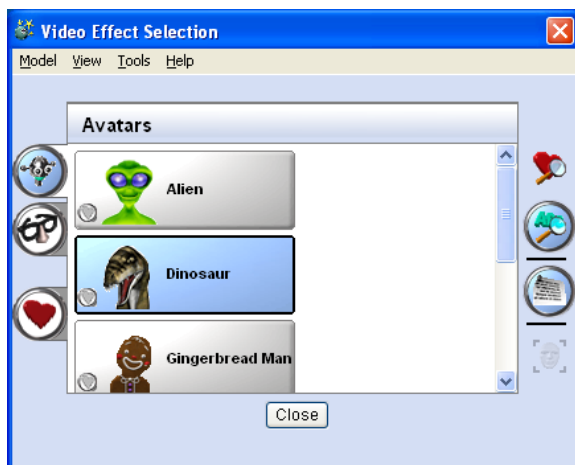 Video Effect Selection
Model View Tools Help
Avatars
Alien
Dinosaur
Gingerbread Man
Close